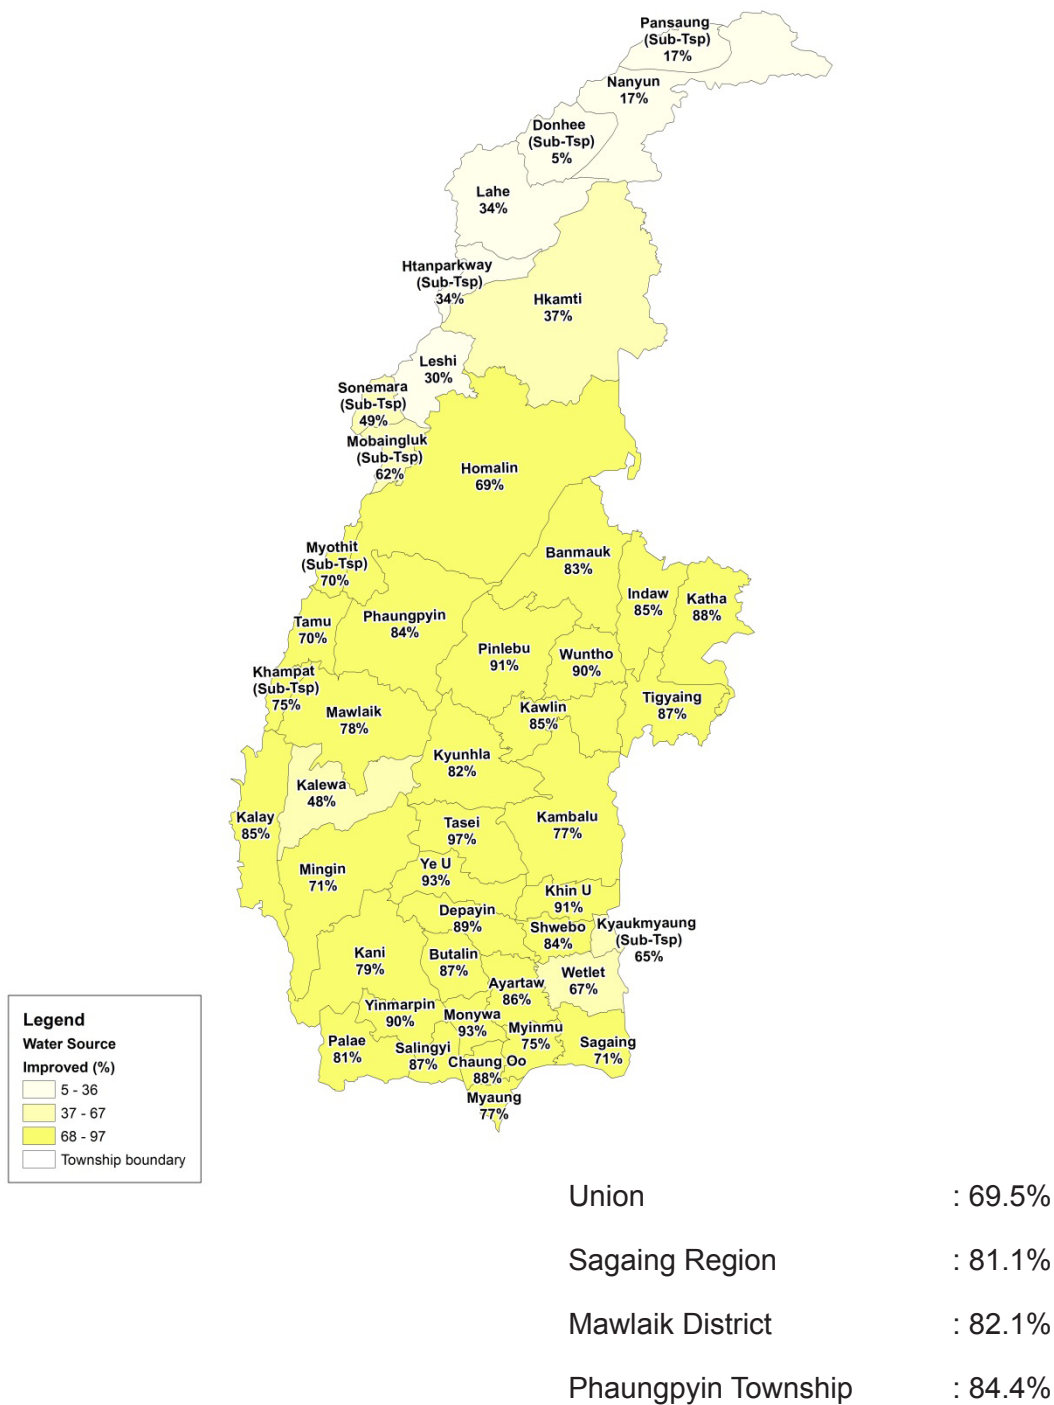 Pansaung
(Sub-Tsp)
17%
Nanyun
17%
Donhee
(Sub-Tsp)
5%
Lahe
34%
Htanparkway
(Sub-Tsp)
34%
Hkamti
37%
Leshi
30%
Sonemara
(Sub-Tsp)
49%
Mobaingluk
(Sub-Tsp)
62%
Homalin
69%
Myothit
(Sub-Tsp)
70%
Banmauk
83%
Indaw
85%
Katha
88%
Tamu
70%
Phaungpyin
84%
Pinlebu
91%
Wuntho
90%
Khampat
(Sub-Tsp)
75%
Mawlaik
78%
Kawlin
85%
Tigyaing
87%
Kyunhla
82%
Kalewa
48%
Kalay
85%
Tasei
97%
Kambalu
77%
Mingin
71%
Ye U
93%
Khin U
91%
Depayin
89%
Shwebo
84%
Kyaukmyaung
(Sub-Tsp)
65%
Kani
79%
Butalin
87%
Wetlet
67%
Ayartaw
86%
Yinmarpin
90%
Monywa
93%
Myinmu
75%
Sagaing
71%
Palae
81%
Salingyi
87%
Chaung Oo
88%
Myaung
77%
Legend
Water Source
Improved (%)
5 - 36
37 - 67
68 - 97
Township boundary
Union : 69.5%
Sagaing Region : 81.1%
Mawlaik District : 82.1%
Phaungpyin Township : 84.4%